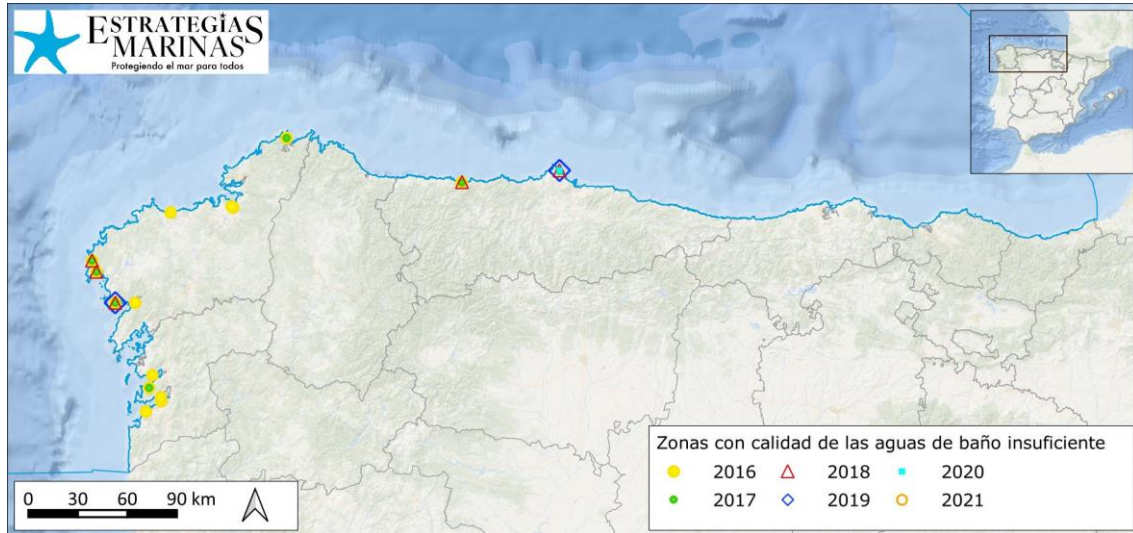 ESTRATEGIAS
MARINAS
Protegiendo el mar para todos
Zonas con calidad de las aguas de baño insuficiente
2016 2018 2020
2017 2019 2021
0 30 60 90 km